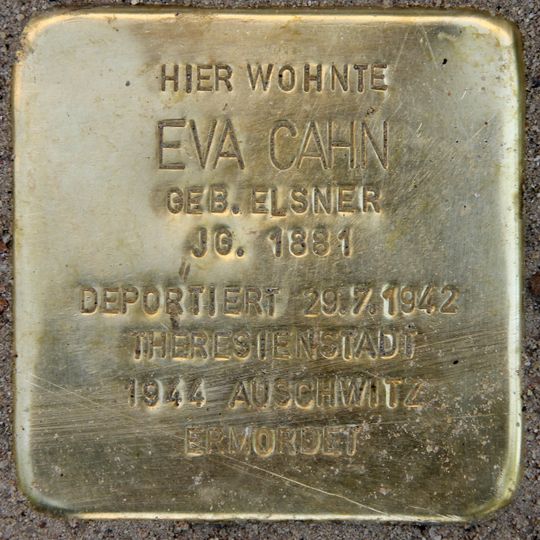 HIER WOHNTE
EVA CAHN
GEB. ELSNER
JG. 1881
DEPORTIERT 29.7.1942
THERESIENSTADT
1944 AUSCHWITZ
ERMORDET